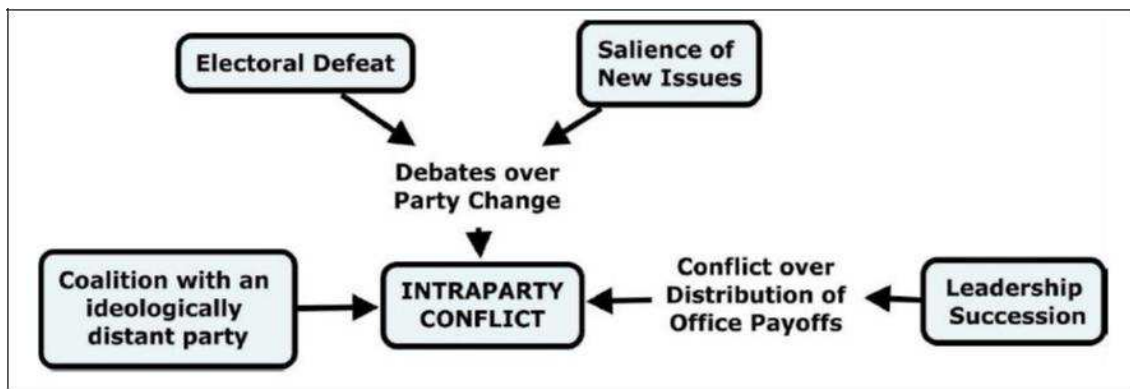 Electoral Defeat
Salience of
New Issues
Debates over
Party Change
Coalition with an
ideologically
distant party
INTRAPARTY
CONFLICT
Conflict over
Distribution of
Office Payoffs
Leadership
Succession